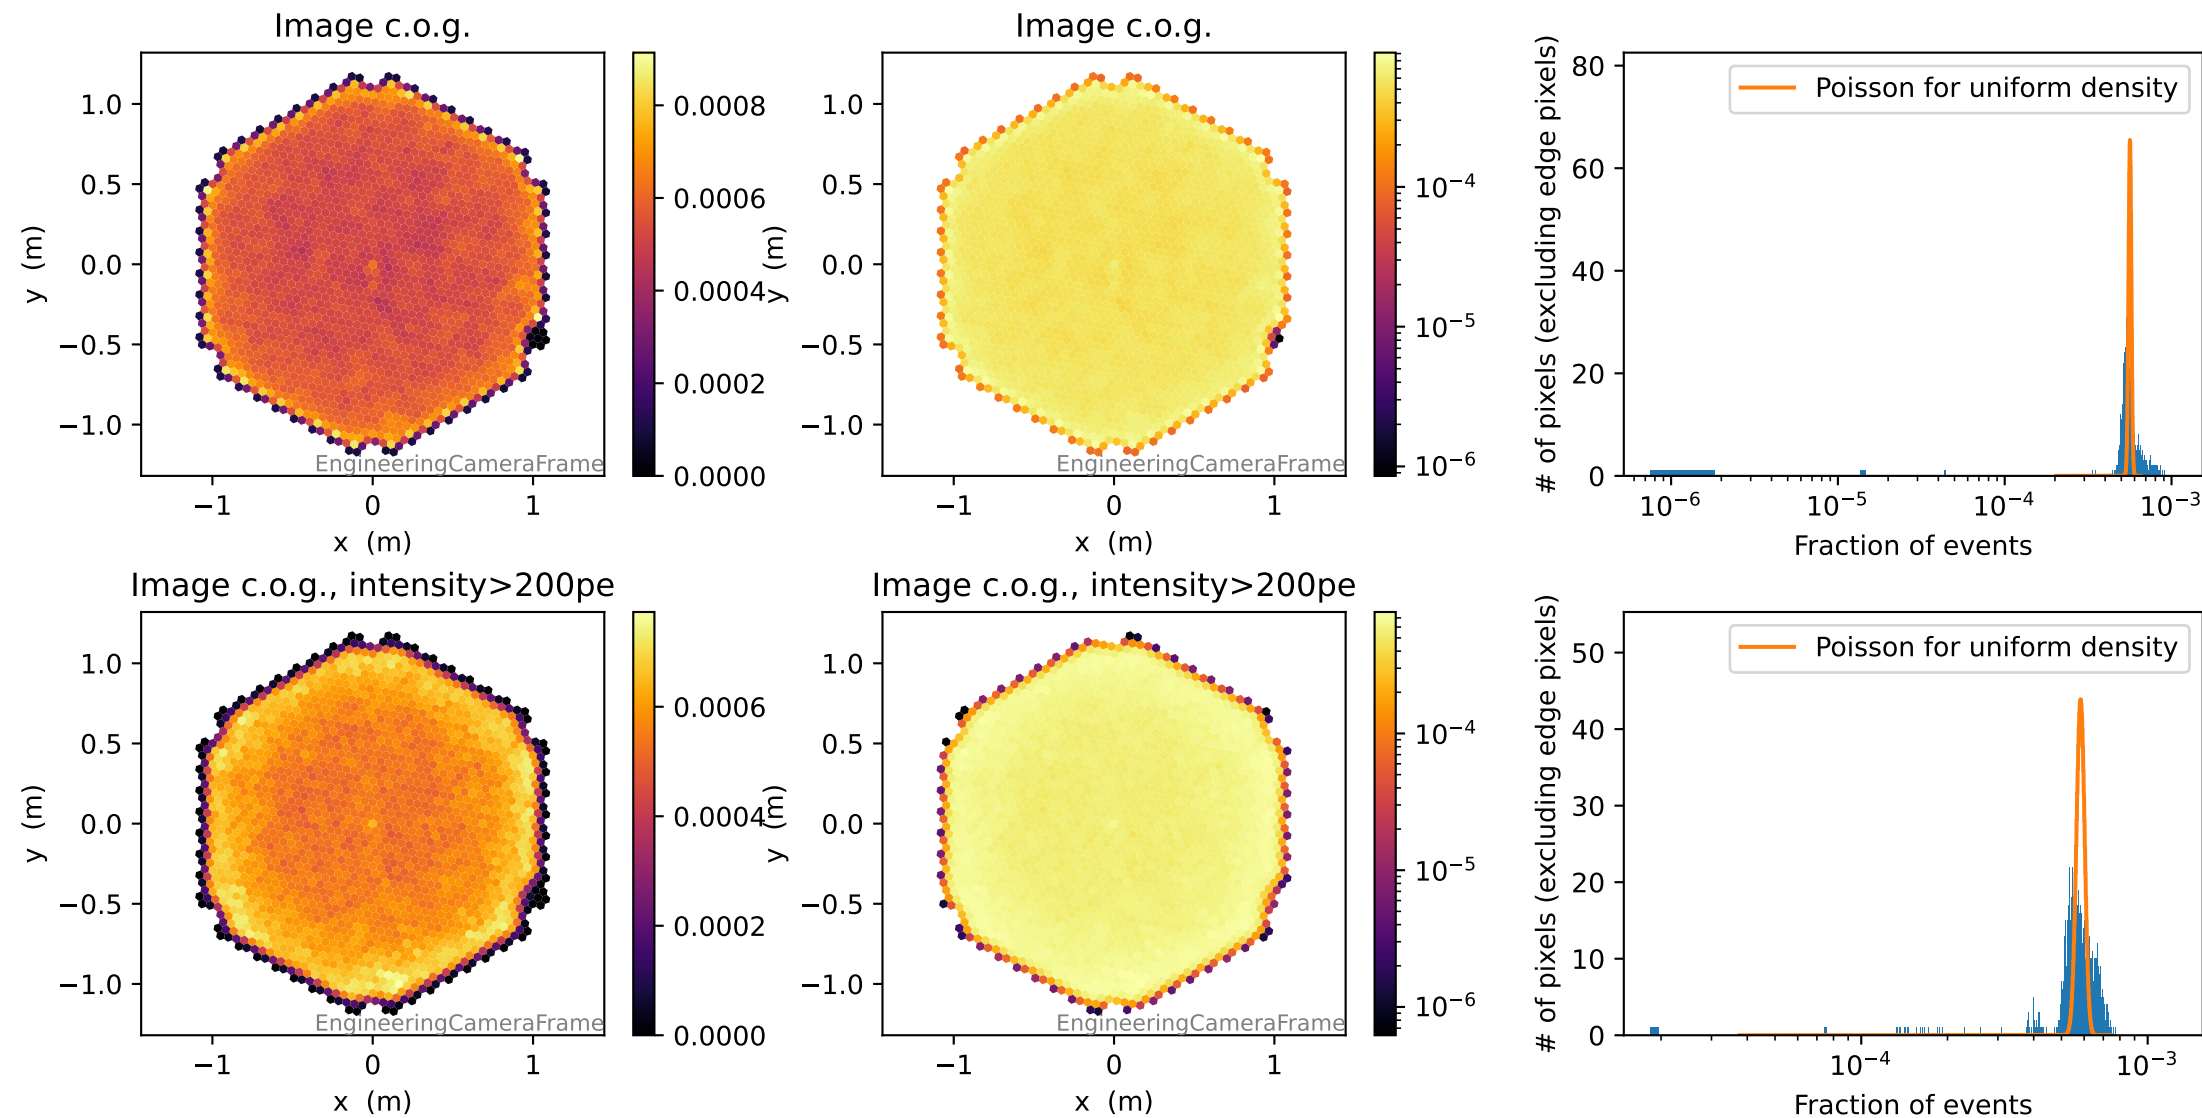 Image c.o.g.
1.0
0.5
0.0
−0.5
−1.0
y (m)
−1
0
1
x (m)
EngineeringCameraFrame
0.0008
0.0006
0.0004
0.0002
0.0000
Image c.o.g.
1.0
0.5
0.0
−0.5
−1.0
y (m)
−1
0
1
x (m)
EngineeringCameraFrame
10⁻⁴
10⁻⁵
10⁻⁶
Poisson for uniform density
80
60
40
20
0
# of pixels (excluding edge pixels)
10⁻⁶
10⁻⁵
10⁻⁴
10⁻³
Fraction of events
Image c.o.g., intensity>200pe
1.0
0.5
0.0
−0.5
−1.0
y (m)
−1
0
1
x (m)
EngineeringCameraFrame
0.0006
0.0004
0.0002
0.0000
Image c.o.g., intensity>200pe
1.0
0.5
0.0
−0.5
−1.0
y (m)
−1
0
1
x (m)
EngineeringCameraFrame
10⁻⁴
10⁻⁵
10⁻⁶
Poisson for uniform density
50
40
30
20
10
0
# of pixels (excluding edge pixels)
10⁻⁴
10⁻³
Fraction of events